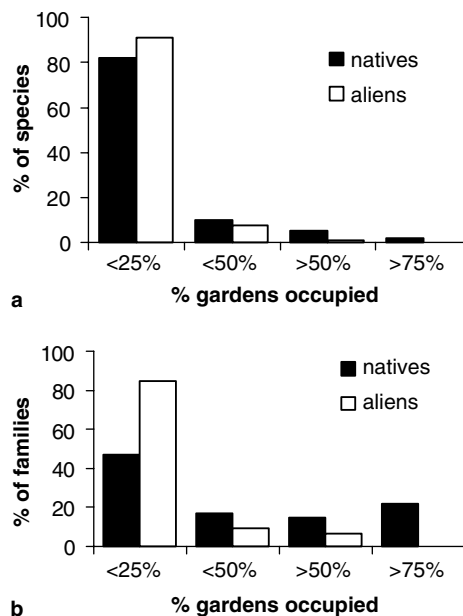 100
80
60
40
20
0
% of species
natives
aliens
<25% <50% >50% >75%
% gardens occupied
a
100
80
60
40
20
0
% of families
natives
aliens
<25% <50% >50% >75%
% gardens occupied
b